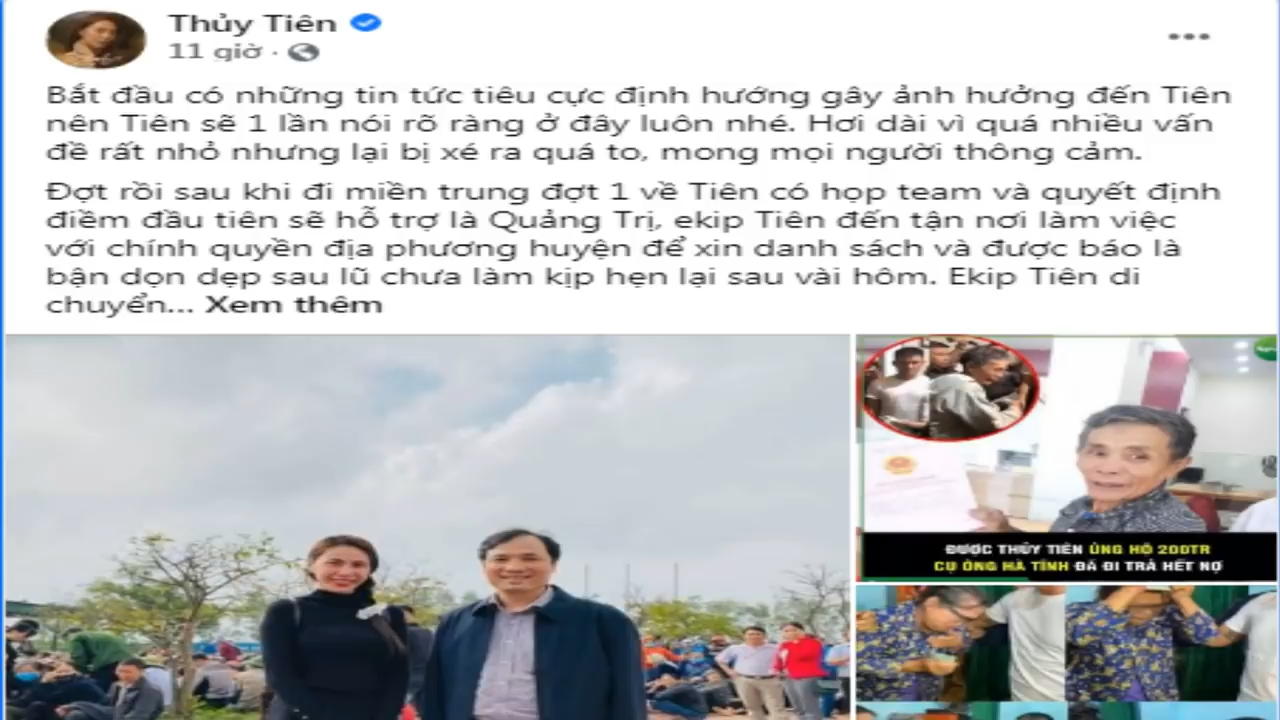 Thủy Tiên
11 giờ ·
Bắt đầu có những tin tức tiêu cực định hướng gây ảnh hưởng đến Tiên
nên Tiên sẽ 1 lần nói rõ ràng ở đây luôn nhé. Hơi dài vì quá nhiều vấn
đề rất nhỏ nhưng lại bị xé ra quá to, mong mọi người thông cảm.
Đợt rồi sau khi đi miền trung đợt 1 về Tiên có họp team và quyết định
điềm đầu tiên sẽ hỗ trợ là Quảng Trị, ekip Tiên đến tận nơi làm việc
với chính quyền địa phương huyện để xin danh sách và được báo là
bận dọn dẹp sau lũ chưa làm kịp hẹn lại sau vài hôm. Ekip Tiên di
chuyển... Xem thêm
ĐƯỢC THỦY TIÊN ỦNG HỘ 200TR
CỤ ÔNG HÀ TĨNH ĐÃ ĐI TRẢ HẾT NỢ